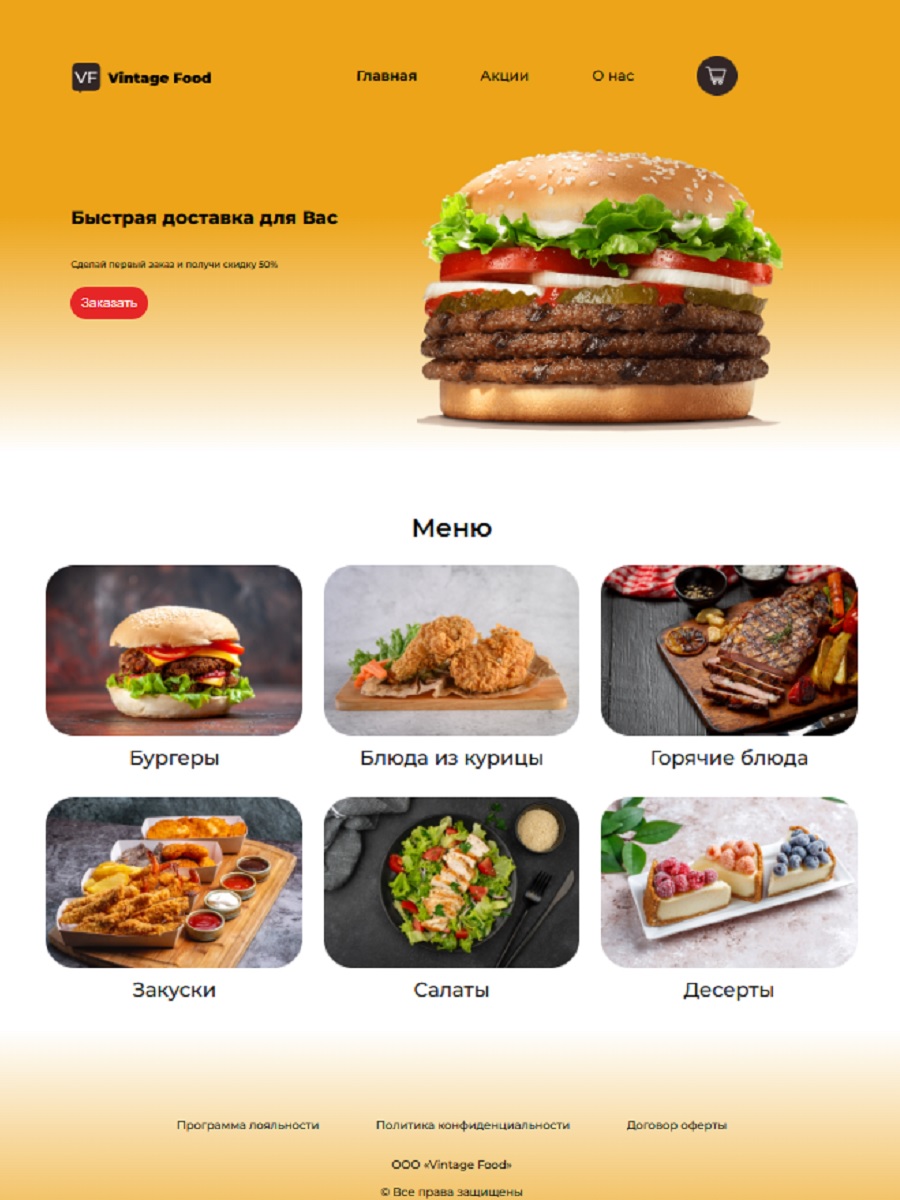 VF Vintage Food
Главная Акции О нас
Быстрая доставка для Вас
Сделай первый заказ и получи скидку 50%
Заказать
Меню
Бургеры Блюда из курицы Горячие блюда
Закуски Салаты Десерты
Программа лояльности Политика конфиденциальности Договор оферты
ООО «Vintage Food»
© Все права защищены